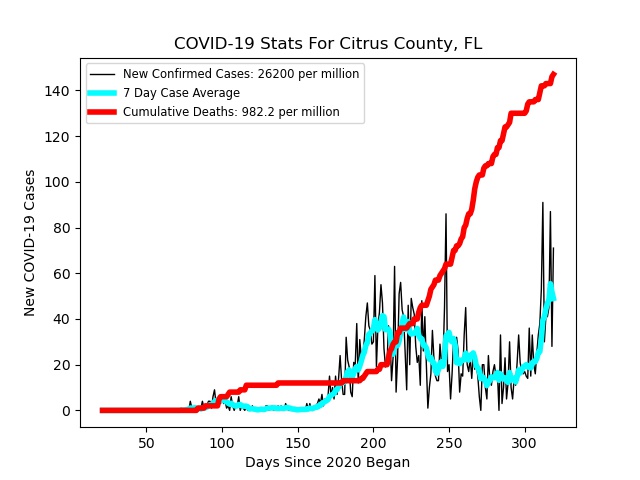 COVID-19 Stats For Citrus County, FL
New Confirmed Cases: 26200 per million
7 Day Case Average
Cumulative Deaths: 982.2 per million
New COVID-19 Cases
140
120
100
80
60
40
20
0
50 100 150 200 250 300
Days Since 2020 Began